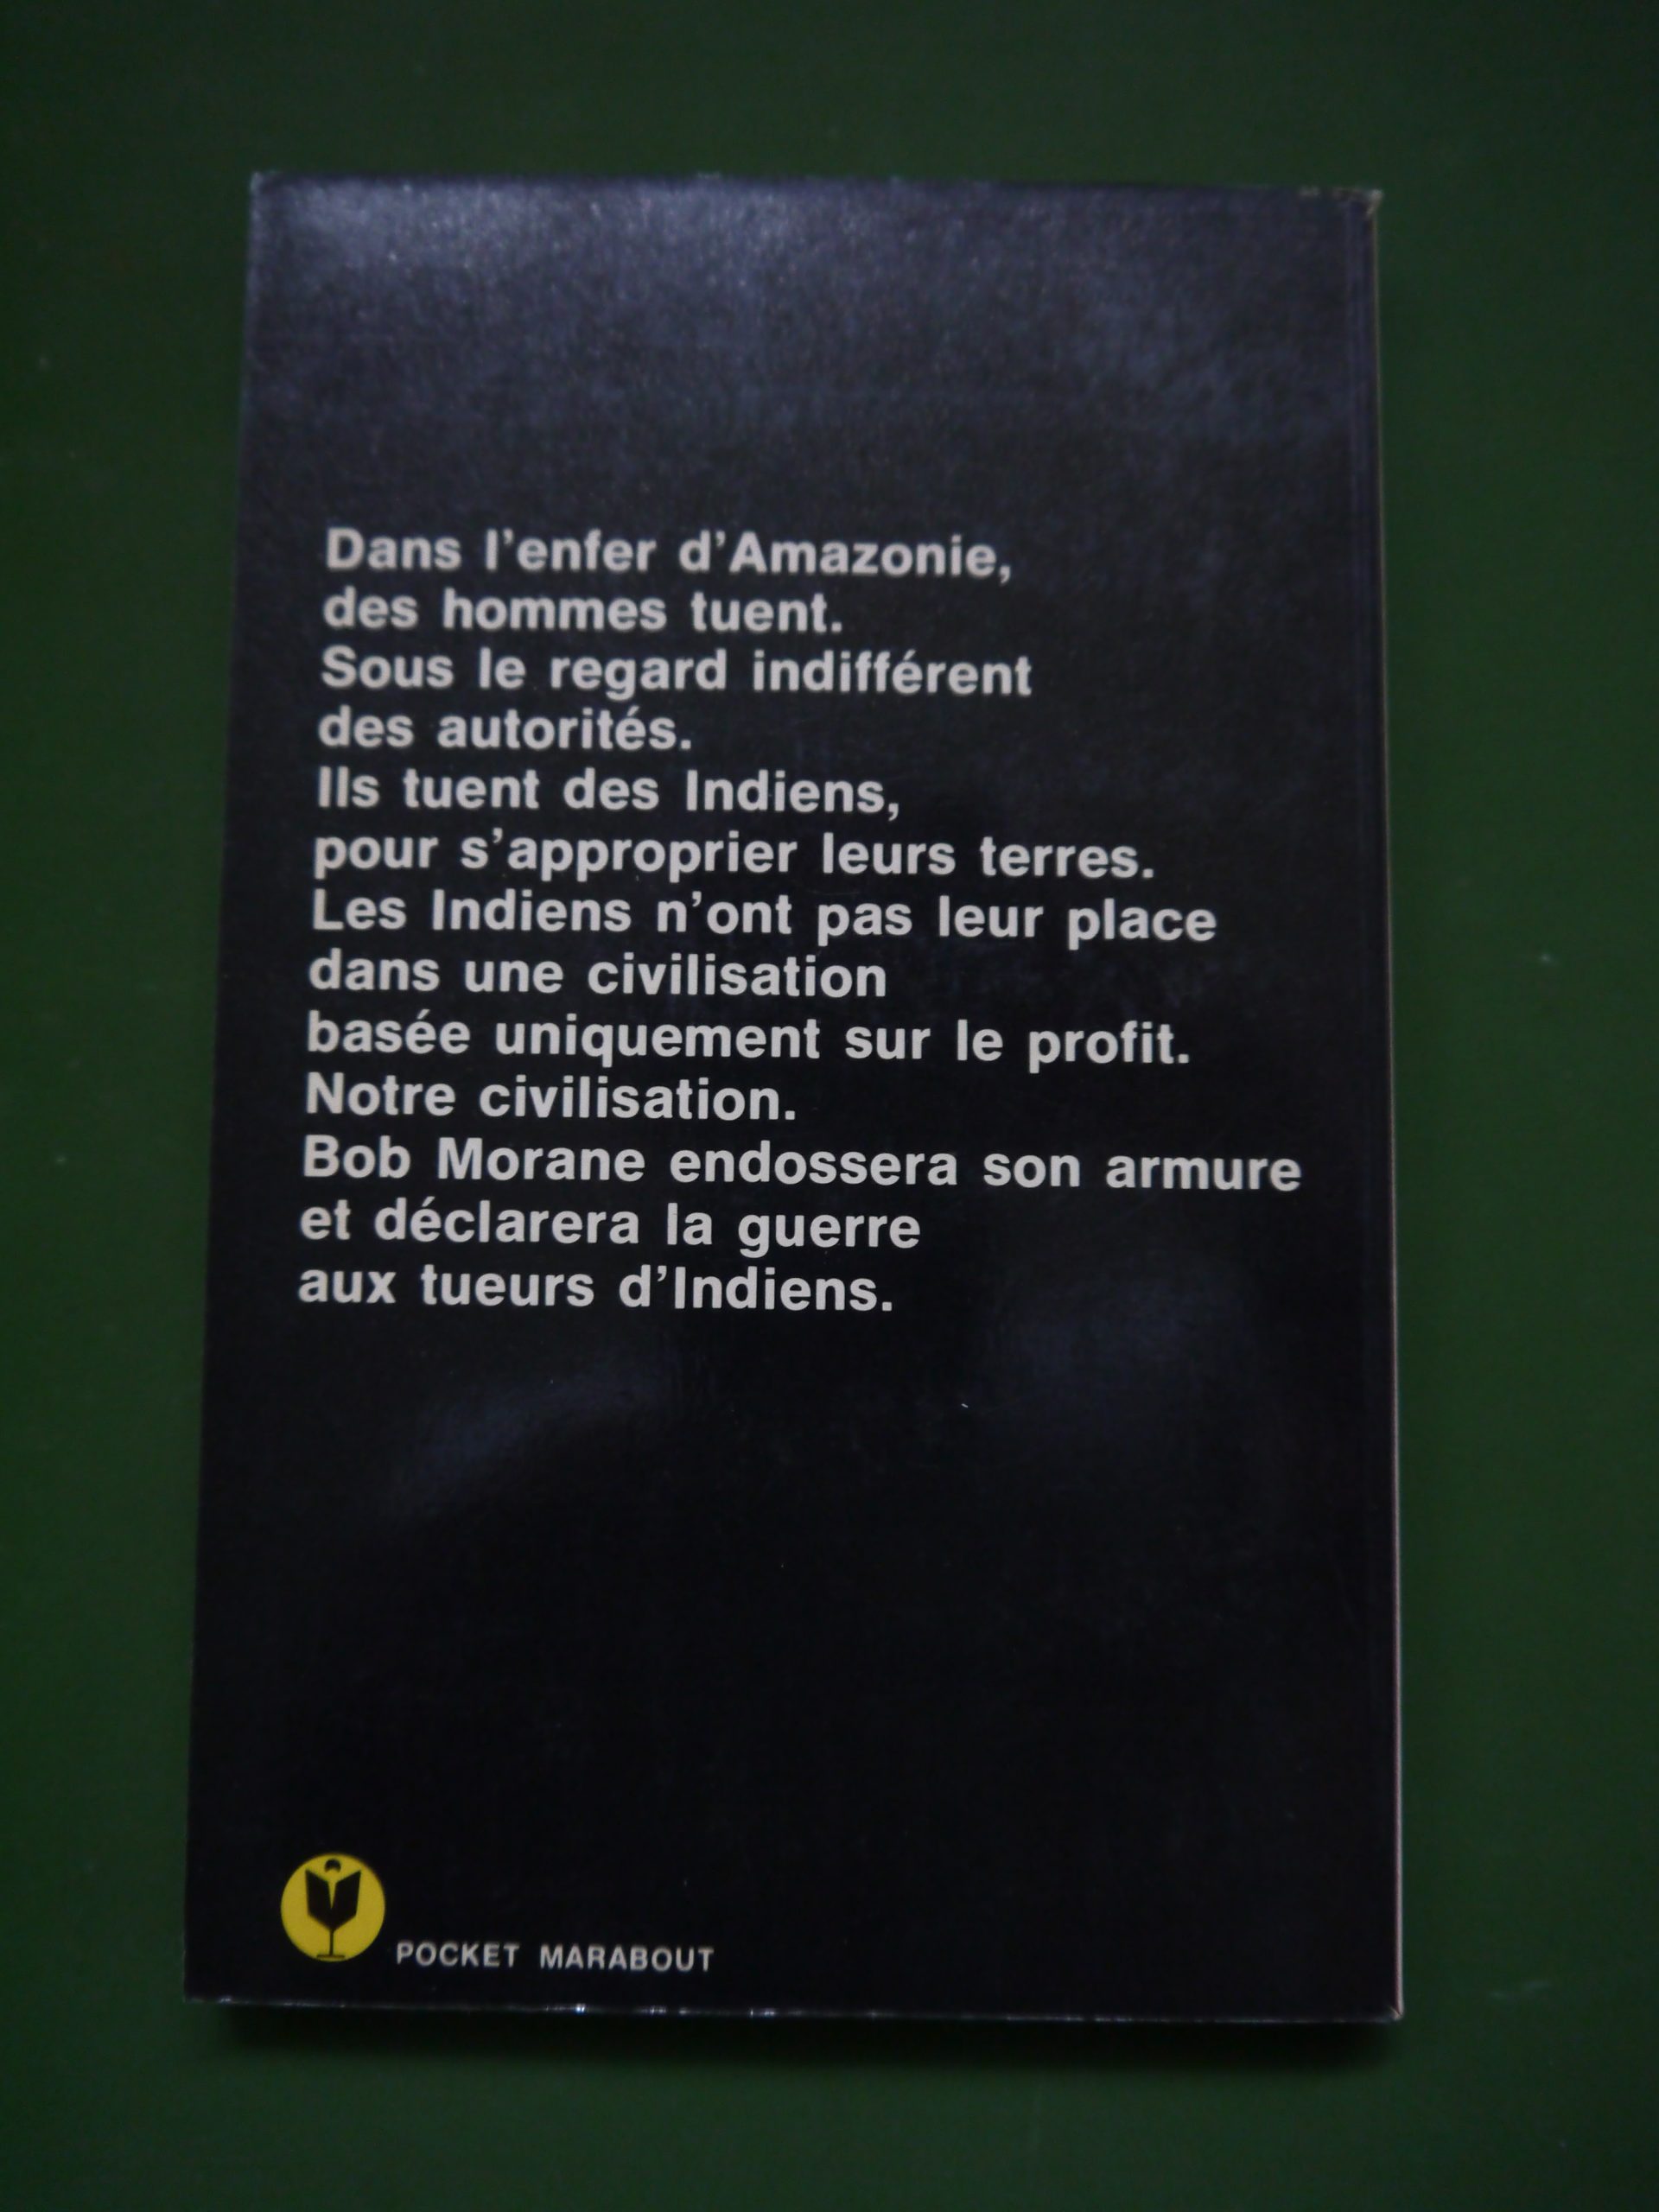 Dans l'enfer d'Amazonie,
des hommes tuent.
Sous le regard indifférent
des autorités.
Ils tuent des Indiens,
pour s'approprier leurs terres.
Les Indiens n'ont pas leur place
dans une civilisation
basée uniquement sur le profit.
Notre civilisation.
Bob Morane endossera son armure
et déclarera la guerre
aux tueurs d'Indiens.
POCKET MARABOUT